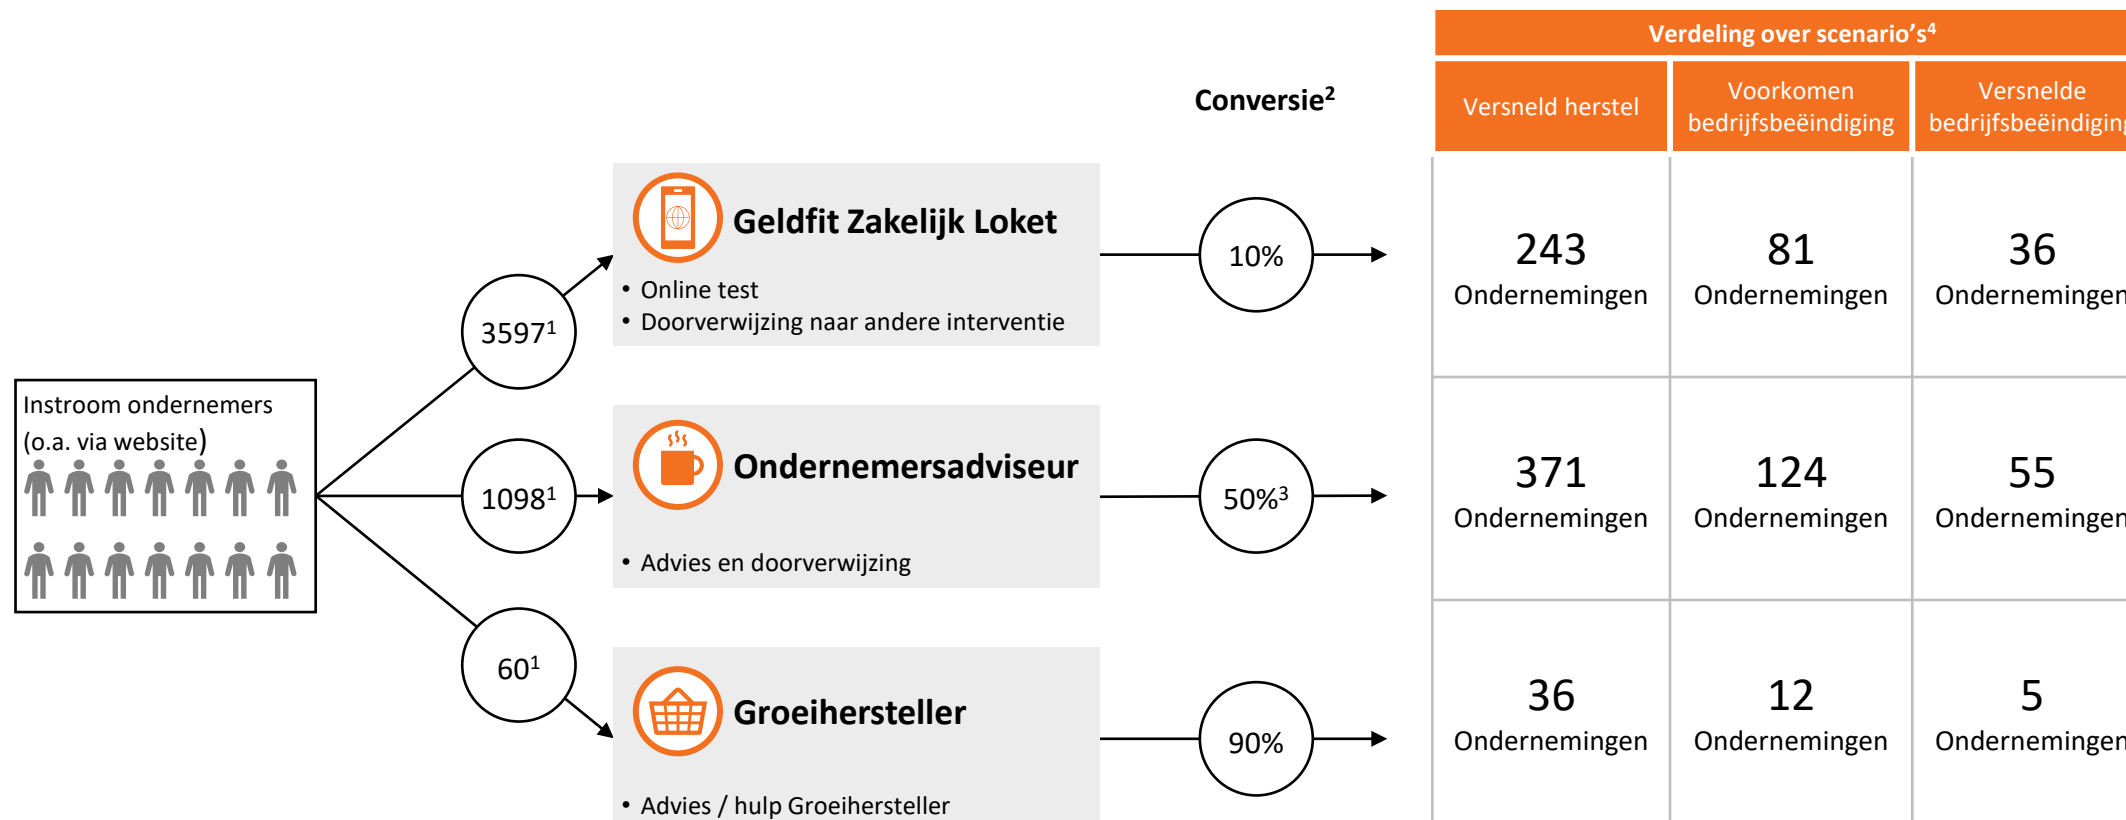 Verdeling over scenario's⁴
Conversie²
Versneld herstel
Voorkomen
bedrijfsbeëindiging
Versnelde
bedrijfsbeëindiging
Instroom ondernemers
(o.a. via website)
3597¹
Geldfit Zakelijk Loket
• Online test
• Doorverwijzing naar andere interventie
10%
243
Ondernemingen
81
Ondernemingen
36
Ondernemingen
1098¹
Ondernemersadviseur
• Advies en doorverwijzing
50%³
371
Ondernemingen
124
Ondernemingen
55
Ondernemingen
60¹
Groeihersteller
• Advies / hulp Groeihersteller
90%
36
Ondernemingen
12
Ondernemingen
5
Ondernemingen